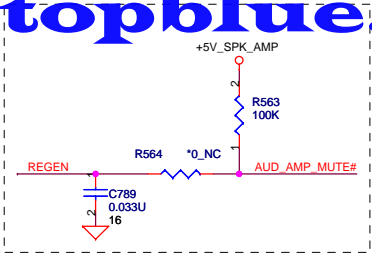 topblue.
+5V_SPK_AMP
2
R563
100K
R564
*0_NC
1
REGEN
AUD_AMP_MUTE#
1
C789
0.033U
2
16